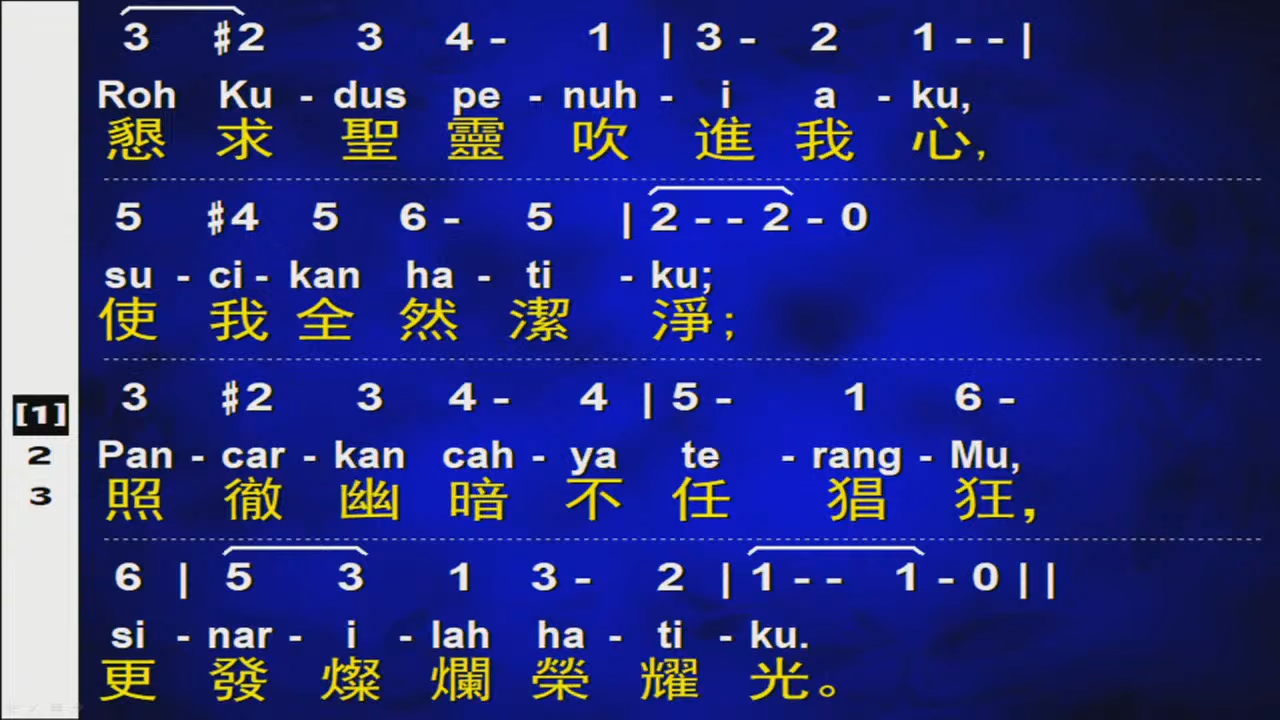 3 #2 3 4 - 1 | 3 - 2 1 - - |
Roh Ku - dus pe - nuh - i a - ku,
懇 求 聖 靈 吹 進 我 心,
5 #4 5 6 - 5 | 2 - - 2 - 0
su - ci - kan ha - ti - ku;
使 我 全 然 潔 淨;
3 #2 3 4 - 4 | 5 - 1 6 -
[1]
Pan - car - kan cah - ya te - rang - Mu,
2
照 徹 幽 暗 不 任 猖 狂,
3
6 | 5 3 1 3 - 2 | 1 - - 1 - 0 | |
si - nar - i - lah ha - ti - ku.
更 發 燦 爛 榮 耀 光。